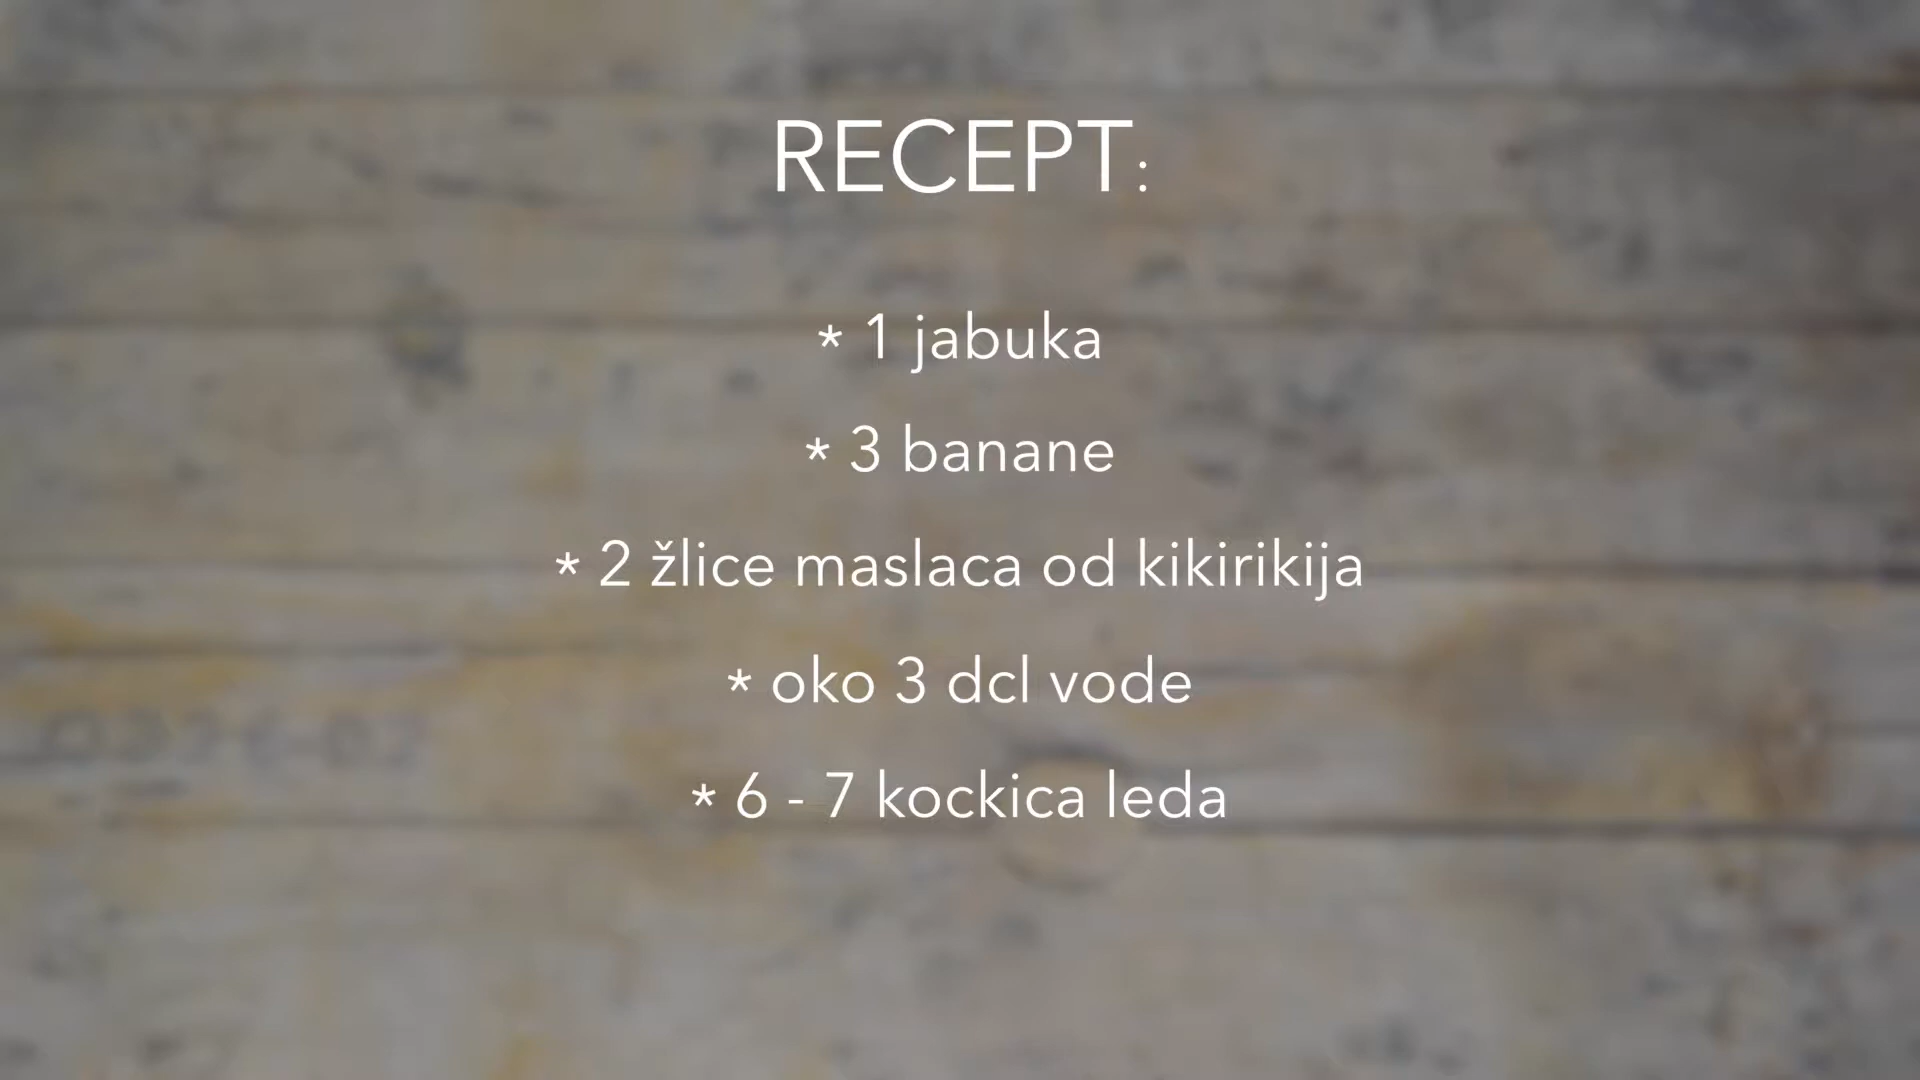 RECEPT:
* 1 jabuka
* 3 banane
* 2 žlice maslaca od kikirikija
* oko 3 dcl vode
* 6 - 7 kockica leda